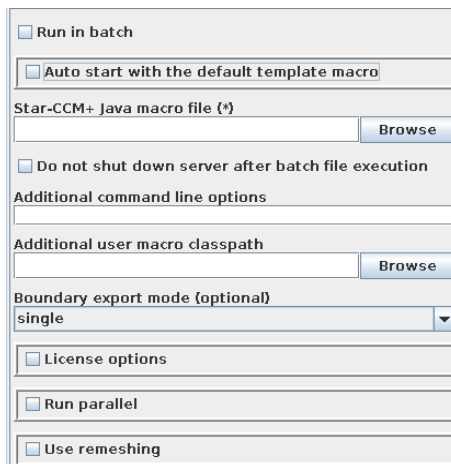 Run in batch
Auto start with the default template macro
Star-CCM+ Java macro file (*)
Browse
Do not shut down server after batch file execution
Additional command line options
Additional user macro classpath
Browse
Boundary export mode (optional)
single
License options
Run parallel
Use remeshing